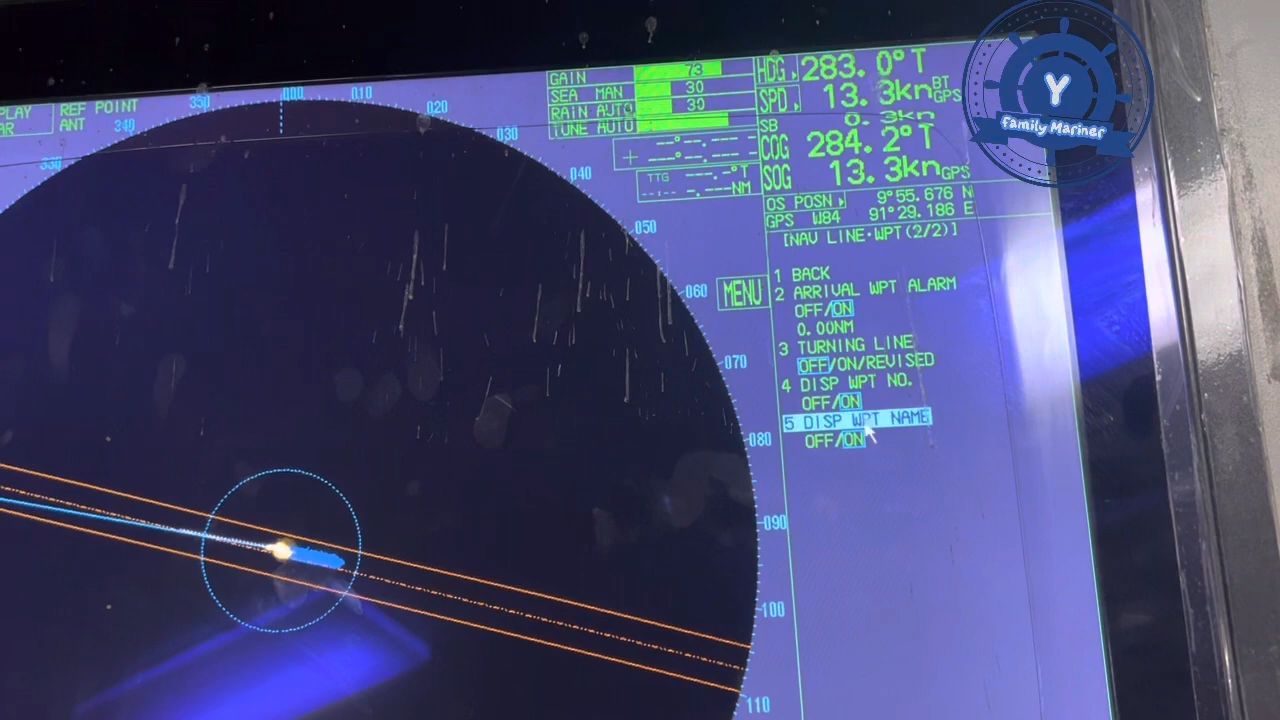 GAIN 73
SEA MAN 30
RAIN AUTO 30
TUNE AUTO
HDG 283.0°T
SPD 13.3kn BT GPS
SB 0.3kn
COG 284.2°T
SOG 13.3kn GPS
TTG ---.-°T
--:-- -.---NM
OS POSN 9°55.676 N
GPS W84 91°29.186 E
[NAV LINE·WPT(2/2)]
MENU
1 BACK
2 ARRIVAL WPT ALARM
OFF/ON
0.00NM
3 TURNING LINE
OFF/ON/REVISED
4 DISP WPT NO.
OFF/ON
5 DISP WPT NAME
OFF/ON
REF POINT
ANT
340
350
000
010
020
030
040
050
060
070
080
090
100
110
Y
family Mariner